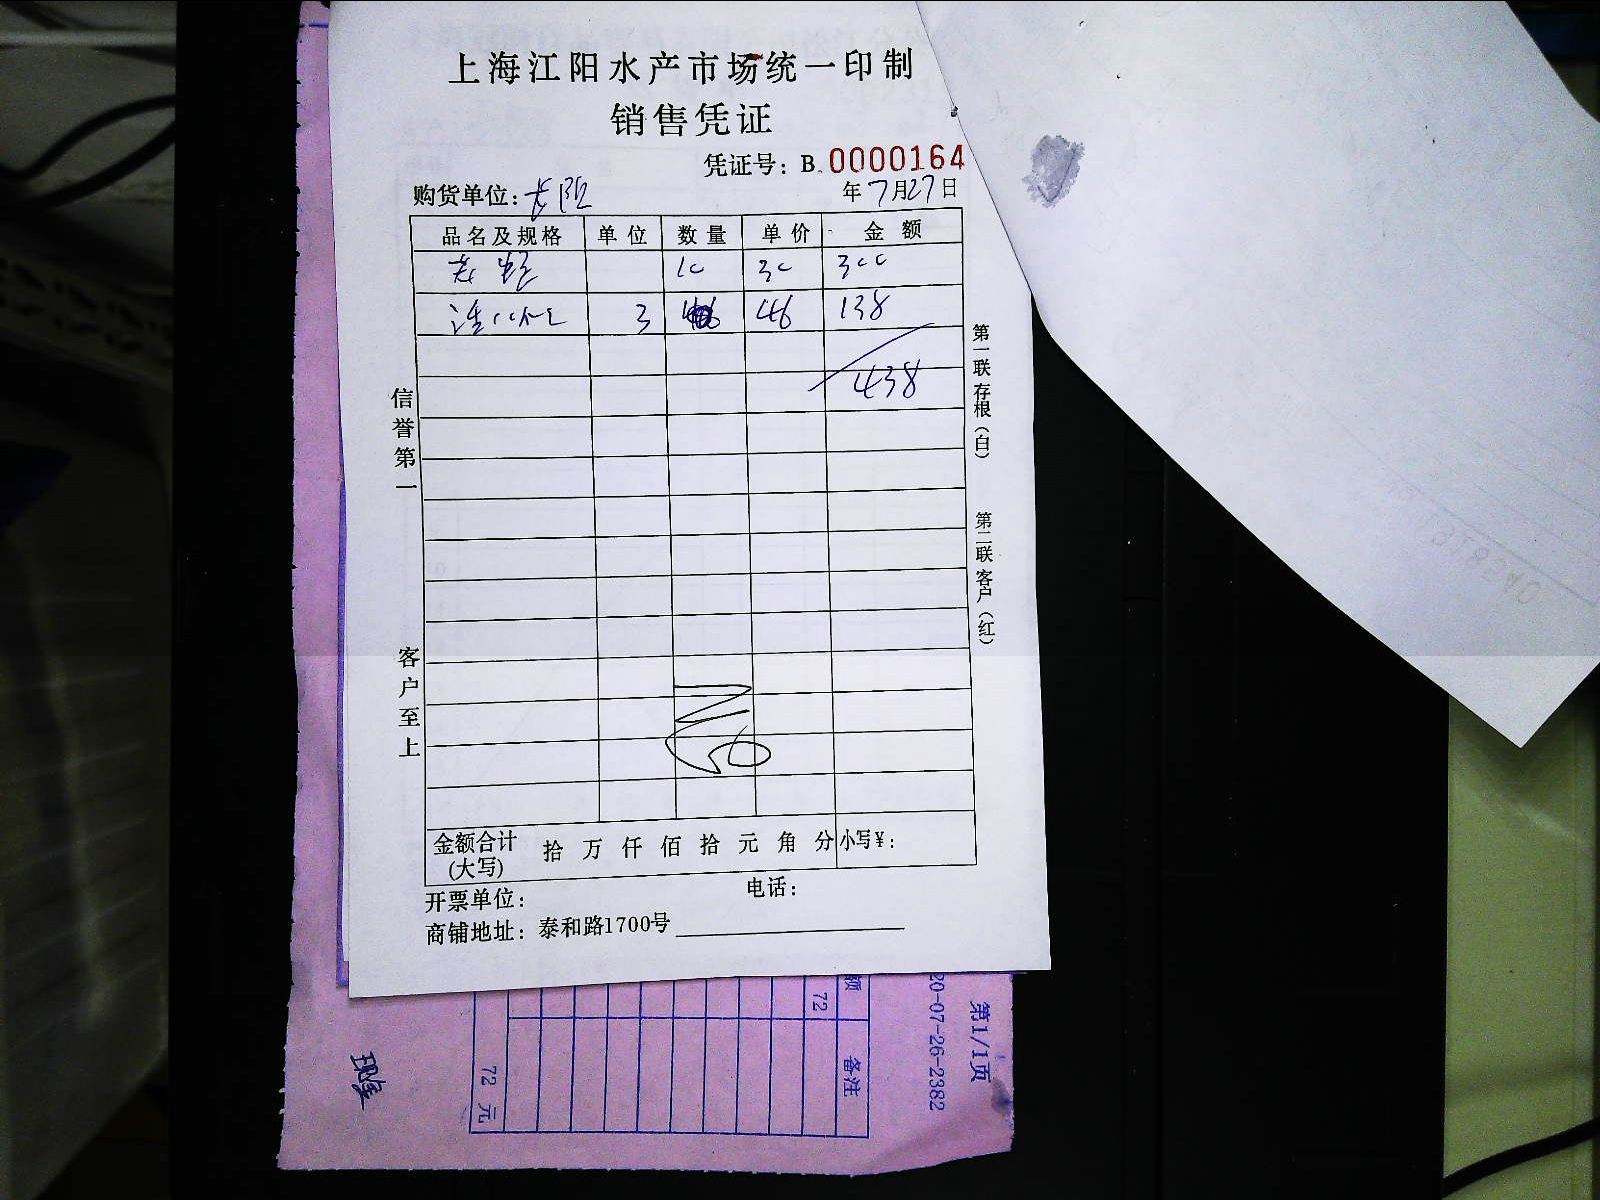 上海江阳水产市场统一印制
销售凭证
凭证号：B. 0000164
购货单位：
年7月27日
品名及规格 单位 数量 单价 金额
10 30 300
3 46 138
438
信誉第一
客户至上
第一联存根（白）
第二联客户（红）
金额合计（大写） 拾 万 仟 佰 拾 元 角 分 小写¥：
开票单位： 电话：
商铺地址：泰和路1700号
第1/1页
20-07-26-2382
额 备注
72
72 元